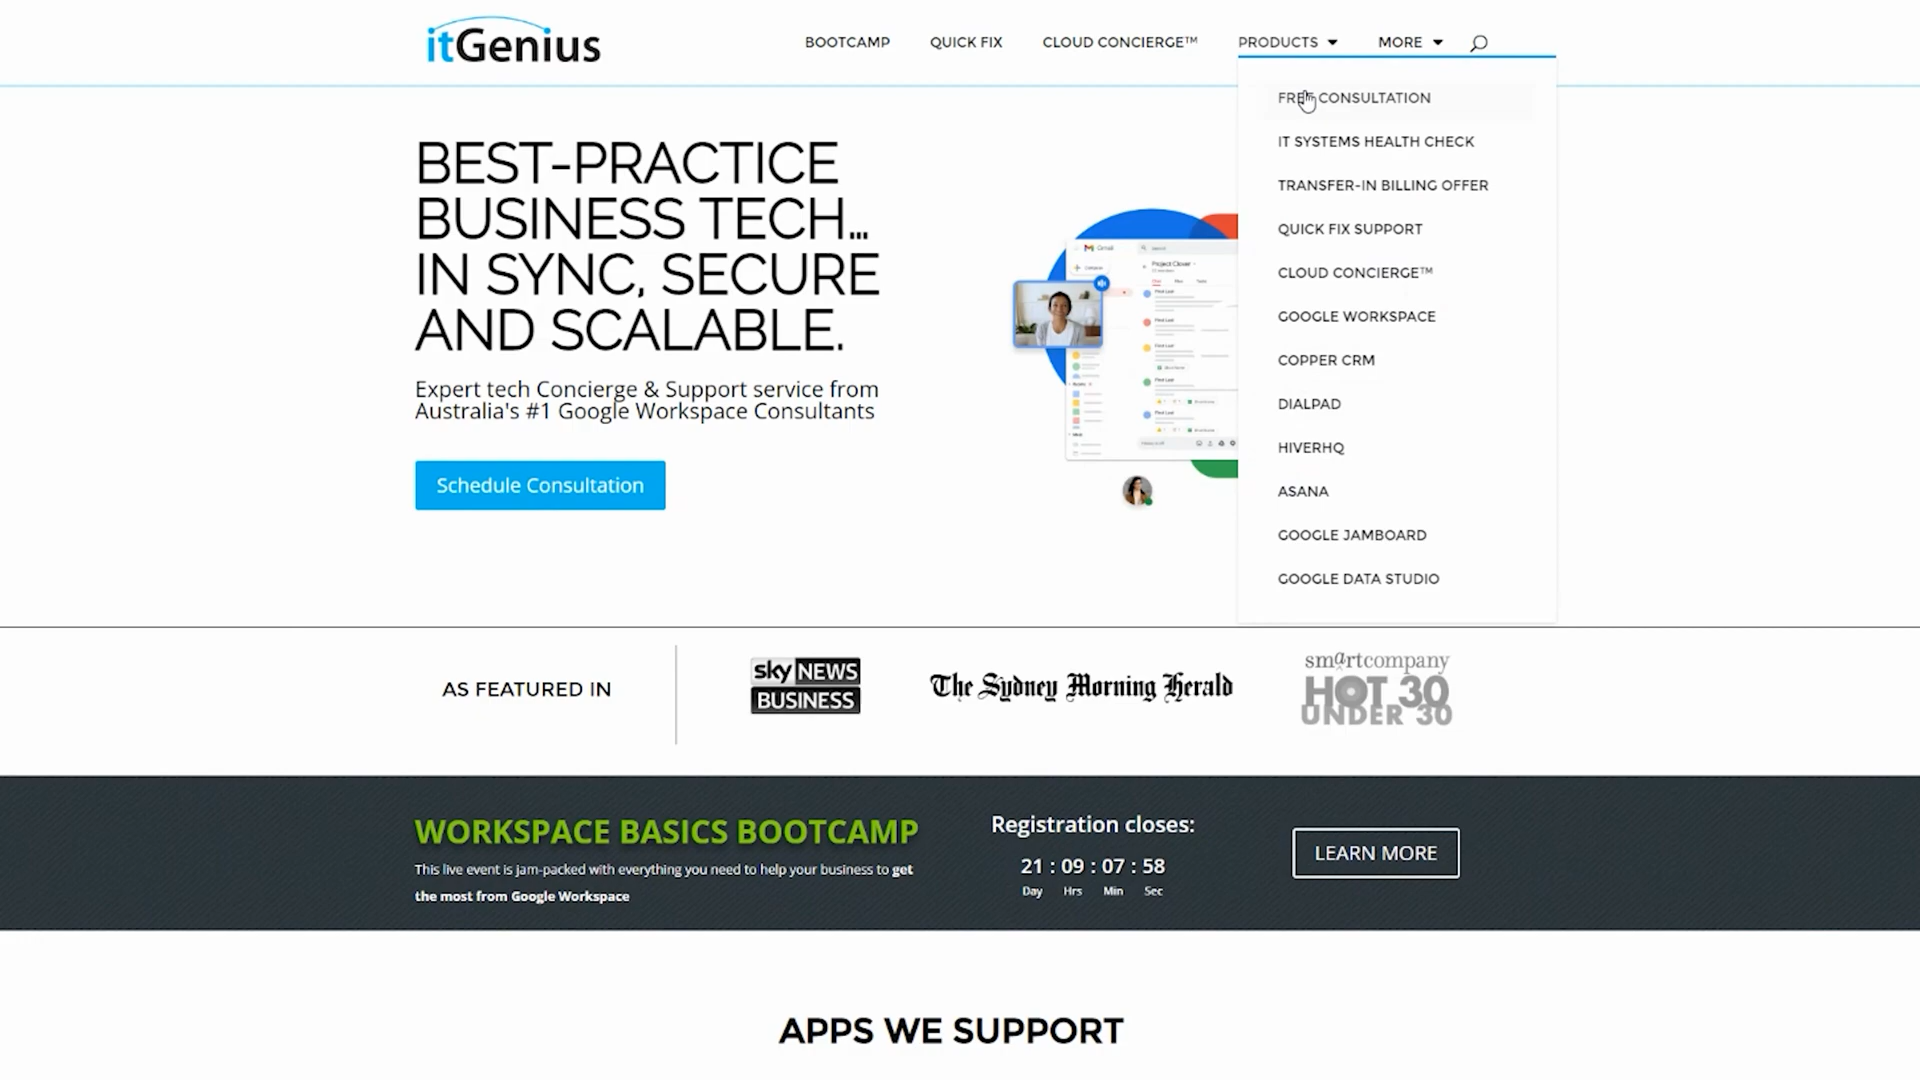 itGenius
BOOTCAMP
QUICK FIX
CLOUD CONCIERGE™
PRODUCTS
MORE
FREE CONSULTATION
IT SYSTEMS HEALTH CHECK
TRANSFER-IN BILLING OFFER
QUICK FIX SUPPORT
CLOUD CONCIERGE™
GOOGLE WORKSPACE
COPPER CRM
DIALPAD
HIVERHQ
ASANA
GOOGLE JAMBOARD
GOOGLE DATA STUDIO
BEST-PRACTICE
BUSINESS TECH...
IN SYNC, SECURE
AND SCALABLE.
Expert tech Concierge & Support service from
Australia's #1 Google Workspace Consultants
Schedule Consultation
Gmail
Compose
Project Clover
AS FEATURED IN
sky NEWS
BUSINESS
The Sydney Morning Herald
smartcompany
HOT 30
UNDER 30
WORKSPACE BASICS BOOTCAMP
This live event is jam-packed with everything you need to help your business to get
the most from Google Workspace
Registration closes:
21 : 09 : 07 : 58
Day Hrs Min Sec
LEARN MORE
APPS WE SUPPORT